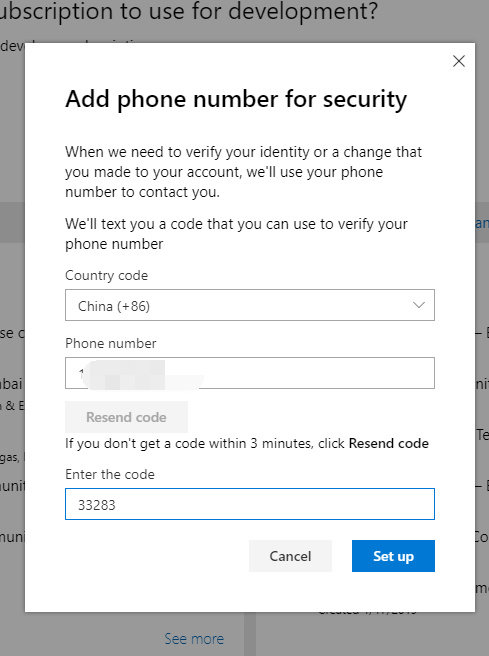 ubscription to use for development?
Add phone number for security
When we need to verify your identity or a change that
you made to your account, we'll use your phone
number to contact you.
We'll text you a code that you can use to verify your
phone number
Country code
China (+86)
Phone number
1
Resend code
If you don't get a code within 3 minutes, click Resend code
Enter the code
33283
Cancel
Set up
See more